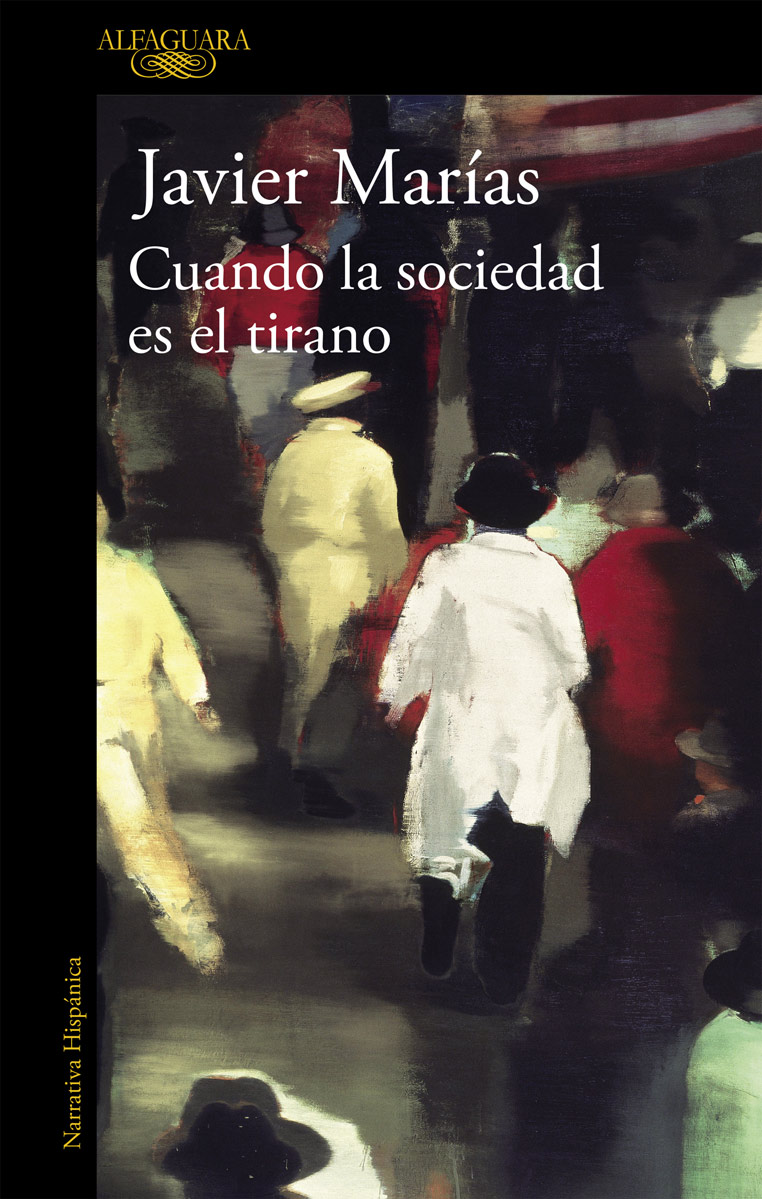 ALFAGUARA
Javier Marías
Cuando la sociedad
es el tirano
Narrativa Hispánica